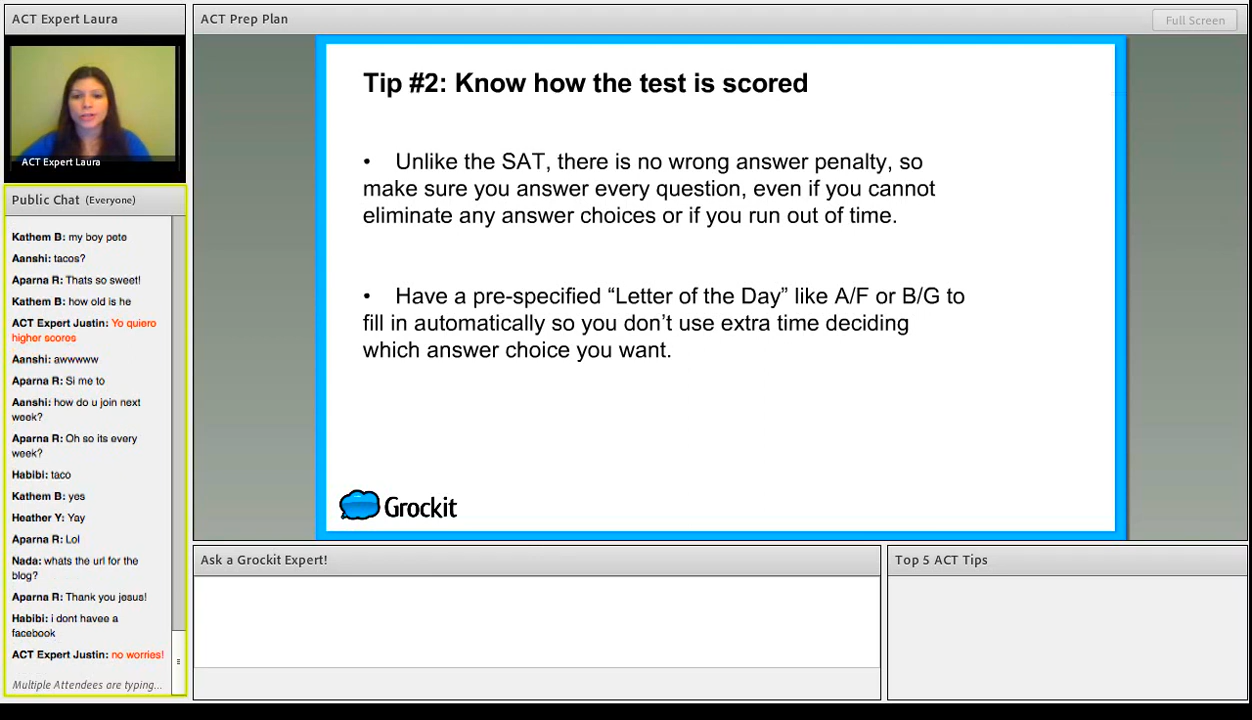 ACT Expert Laura
ACT Expert Laura
Public Chat (Everyone)
Kathem B: my boy pete
Aanshi: tacos?
Aparna R: Thats so sweet!
Kathem B: how old is he
ACT Expert Justin: Yo quiero
higher scores
Aanshi: awwwww
Aparna R: Si me to
Aanshi: how do u join next
week?
Aparna R: Oh so its every
week?
Habibi: taco
Kathem B: yes
Heather Y: Yay
Aparna R: Lol
Nada: whats the url for the
blog?
Aparna R: Thank you jesus!
Habibi: i dont havee a
facebook
ACT Expert Justin: no worries!
Multiple Attendees are typing...
ACT Prep Plan
Full Screen
Tip #2: Know how the test is scored
• Unlike the SAT, there is no wrong answer penalty, so
make sure you answer every question, even if you cannot
eliminate any answer choices or if you run out of time.
• Have a pre-specified “Letter of the Day” like A/F or B/G to
fill in automatically so you don’t use extra time deciding
which answer choice you want.
Grockit
Ask a Grockit Expert!
Top 5 ACT Tips